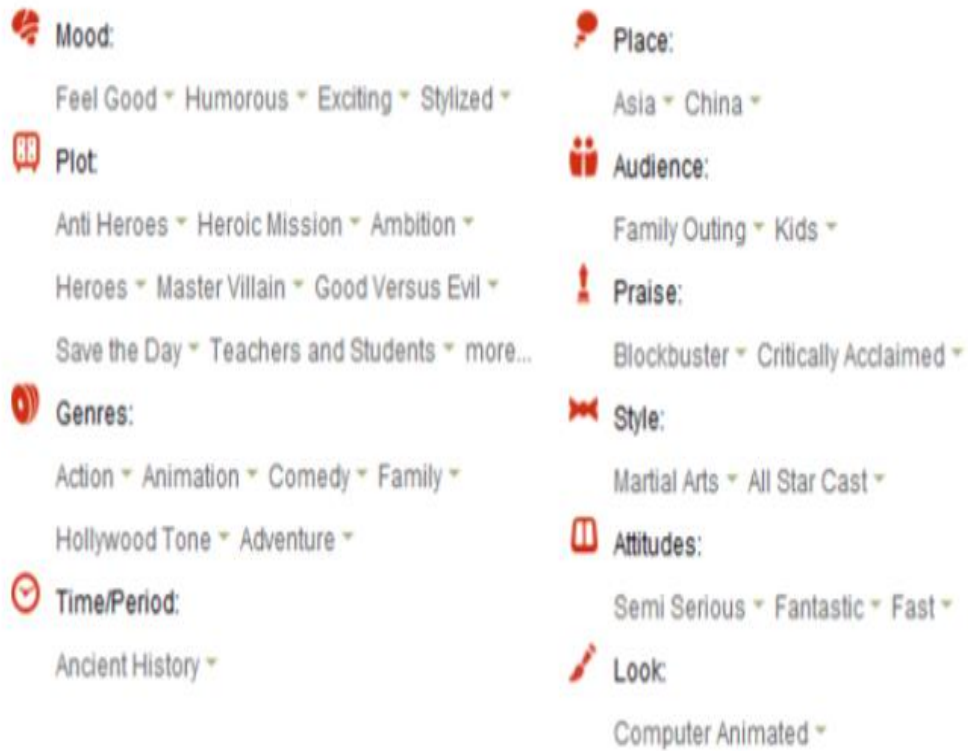 Mood:
Feel Good Humorous Exciting Stylized
Plot:
Anti Heroes Heroic Mission Ambition
Heroes Master Villain Good Versus Evil
Save the Day Teachers and Students more...
Genres:
Action Animation Comedy Family
Hollywood Tone Adventure
Time/Period:
Ancient History
Place:
Asia China
Audience:
Family Outing Kids
Praise:
Blockbuster Critically Acclaimed
Style:
Martial Arts All Star Cast
Attitudes:
Semi Serious Fantastic Fast
Look:
Computer Animated